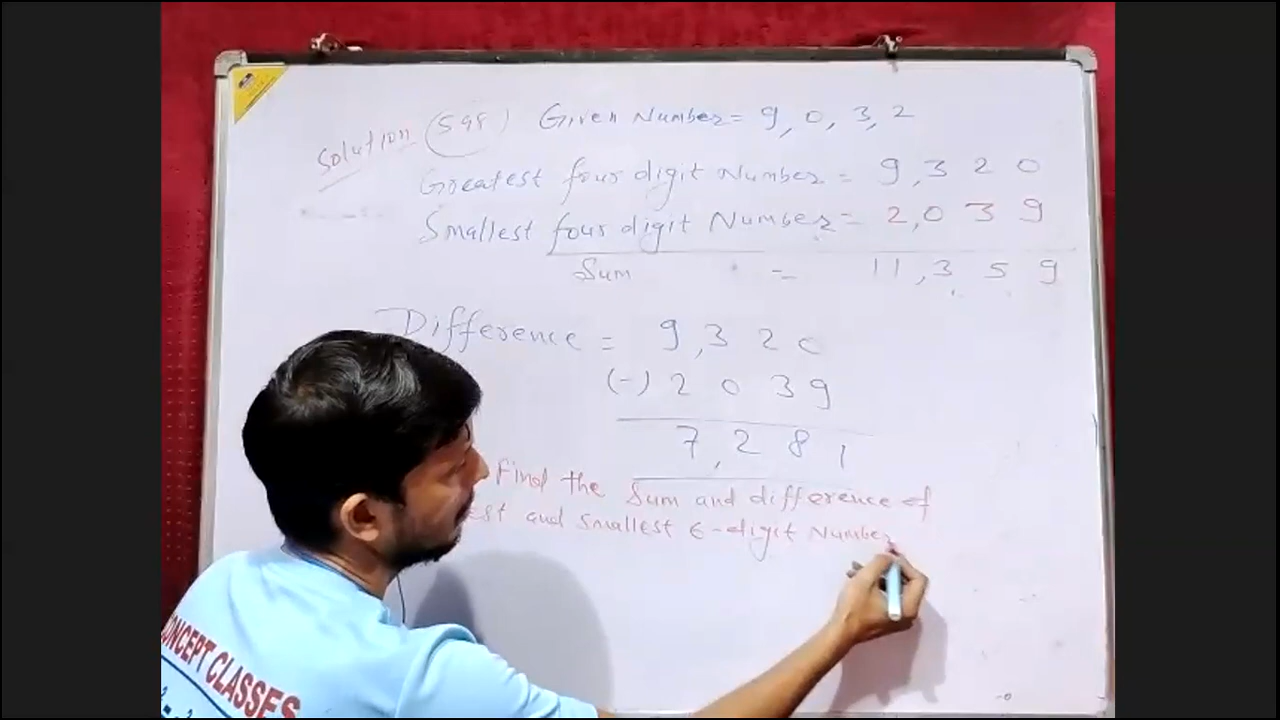 Solution (598) Given Number = 9, 0, 3, 2
Greatest four digit Number = 9,3 2 0
Smallest four digit Number = 2,0 3 9
Sum = 11,3 5 9
Difference = 9,3 2 0
(-) 2 0 3 9
7,2 8 1
Find the Sum and difference of
and smallest 6-digit Number
CONCEPT CLASSES